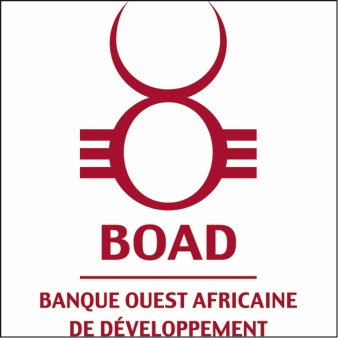 BOAD
BANQUE OUEST AFRICAINE
DE DÉVELOPPEMENT